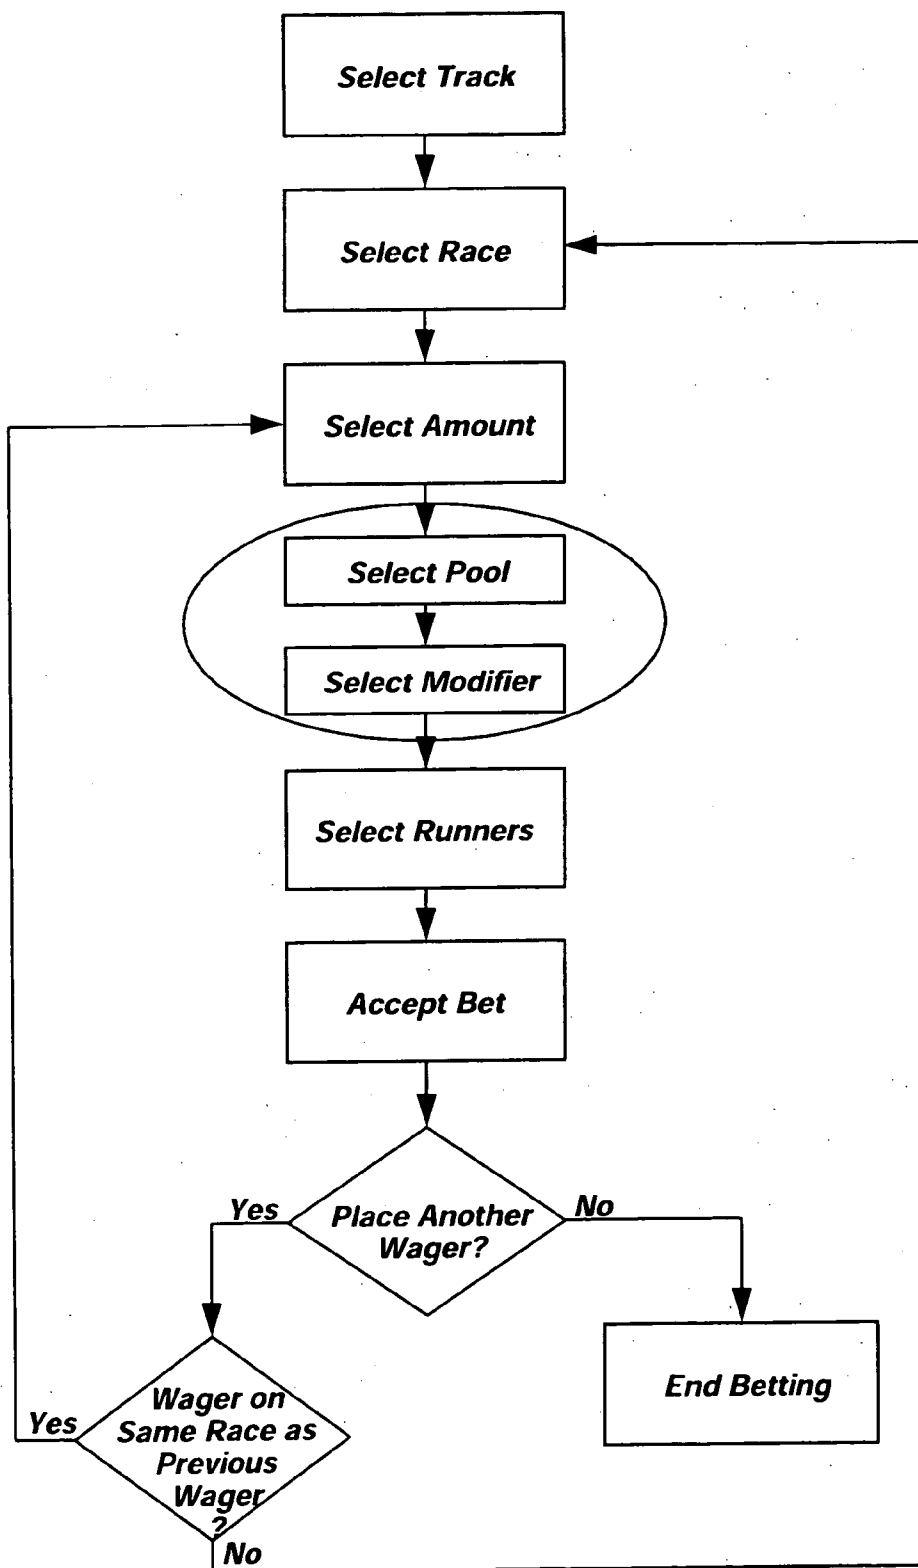 Select Track
Select Race
Select Amount
Select Pool
Select Modifier
Select Runners
Accept Bet
Place Another
Wager?
Yes
No
End Betting
Wager on
Same Race as
Previous
Wager
?
Yes
No